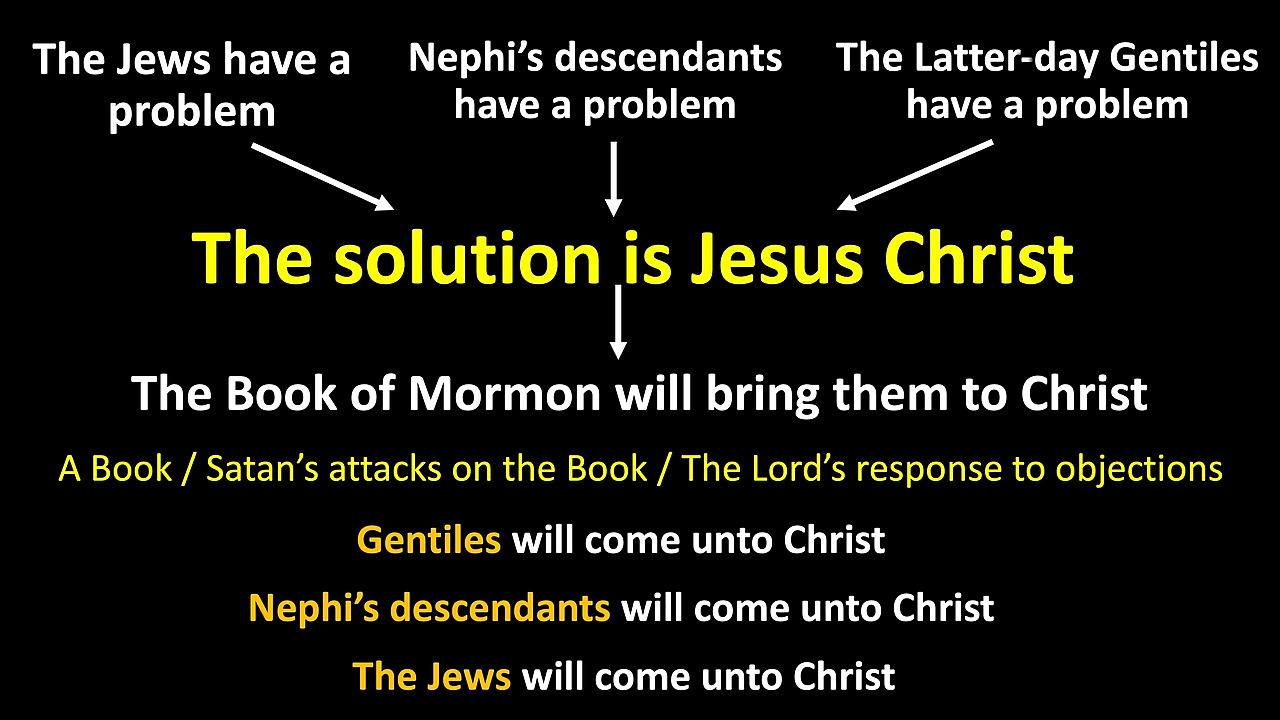 The Jews have a
problem
Nephi’s descendants
have a problem
The Latter-day Gentiles
have a problem
The solution is Jesus Christ
The Book of Mormon will bring them to Christ
A Book / Satan’s attacks on the Book / The Lord’s response to objections
Gentiles will come unto Christ
Nephi’s descendants will come unto Christ
The Jews will come unto Christ